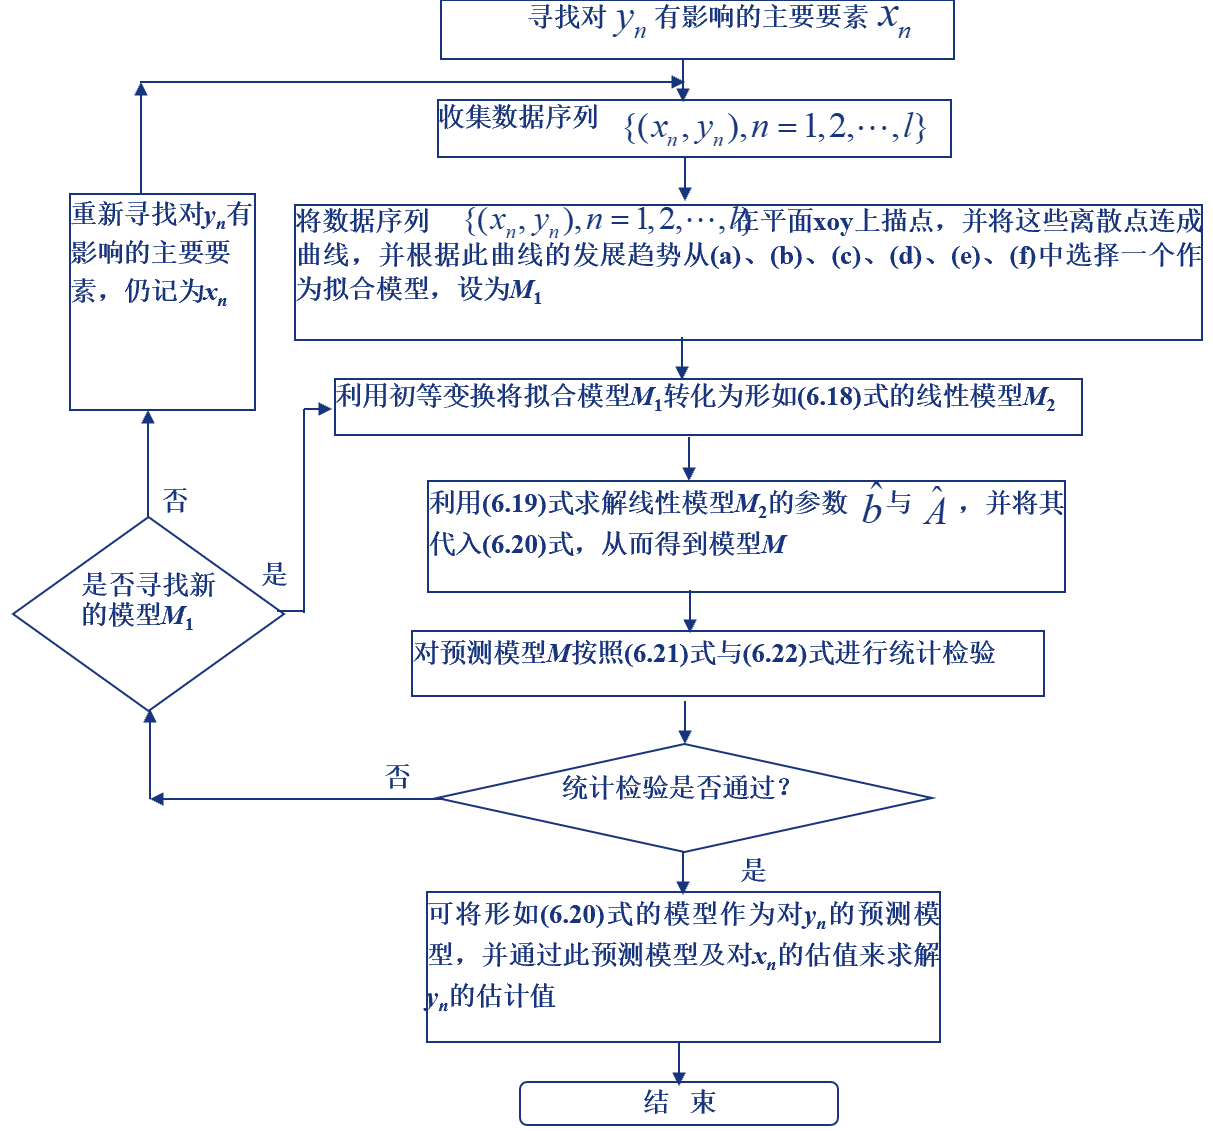 寻找对 yₙ 有影响的主要要素 xₙ
收集数据序列 {(xₙ, yₙ), n = 1, 2, ⋯, l}
将数据序列 {(xₙ, yₙ), n = 1, 2, ⋯, l} 在平面xoy上描点，并将这些离散点连成
曲线，并根据此曲线的发展趋势从(a)、(b)、(c)、(d)、(e)、(f)中选择一个作
为拟合模型，设为M₁
重新寻找对yₙ有
影响的主要要
素，仍记为xₙ
利用初等变换将拟合模型M₁转化为形如(6.18)式的线性模型M₂
利用(6.19)式求解线性模型M₂的参数 b̂ 与 Â ，并将其
代入(6.20)式，从而得到模型M
否
是
是否寻找新
的模型M₁
对预测模型M按照(6.21)式与(6.22)式进行统计检验
否
统计检验是否通过？
是
可将形如(6.20)式的模型作为对yₙ的预测模
型，并通过此预测模型及对xₙ的估值来求解
yₙ的估计值
结 束